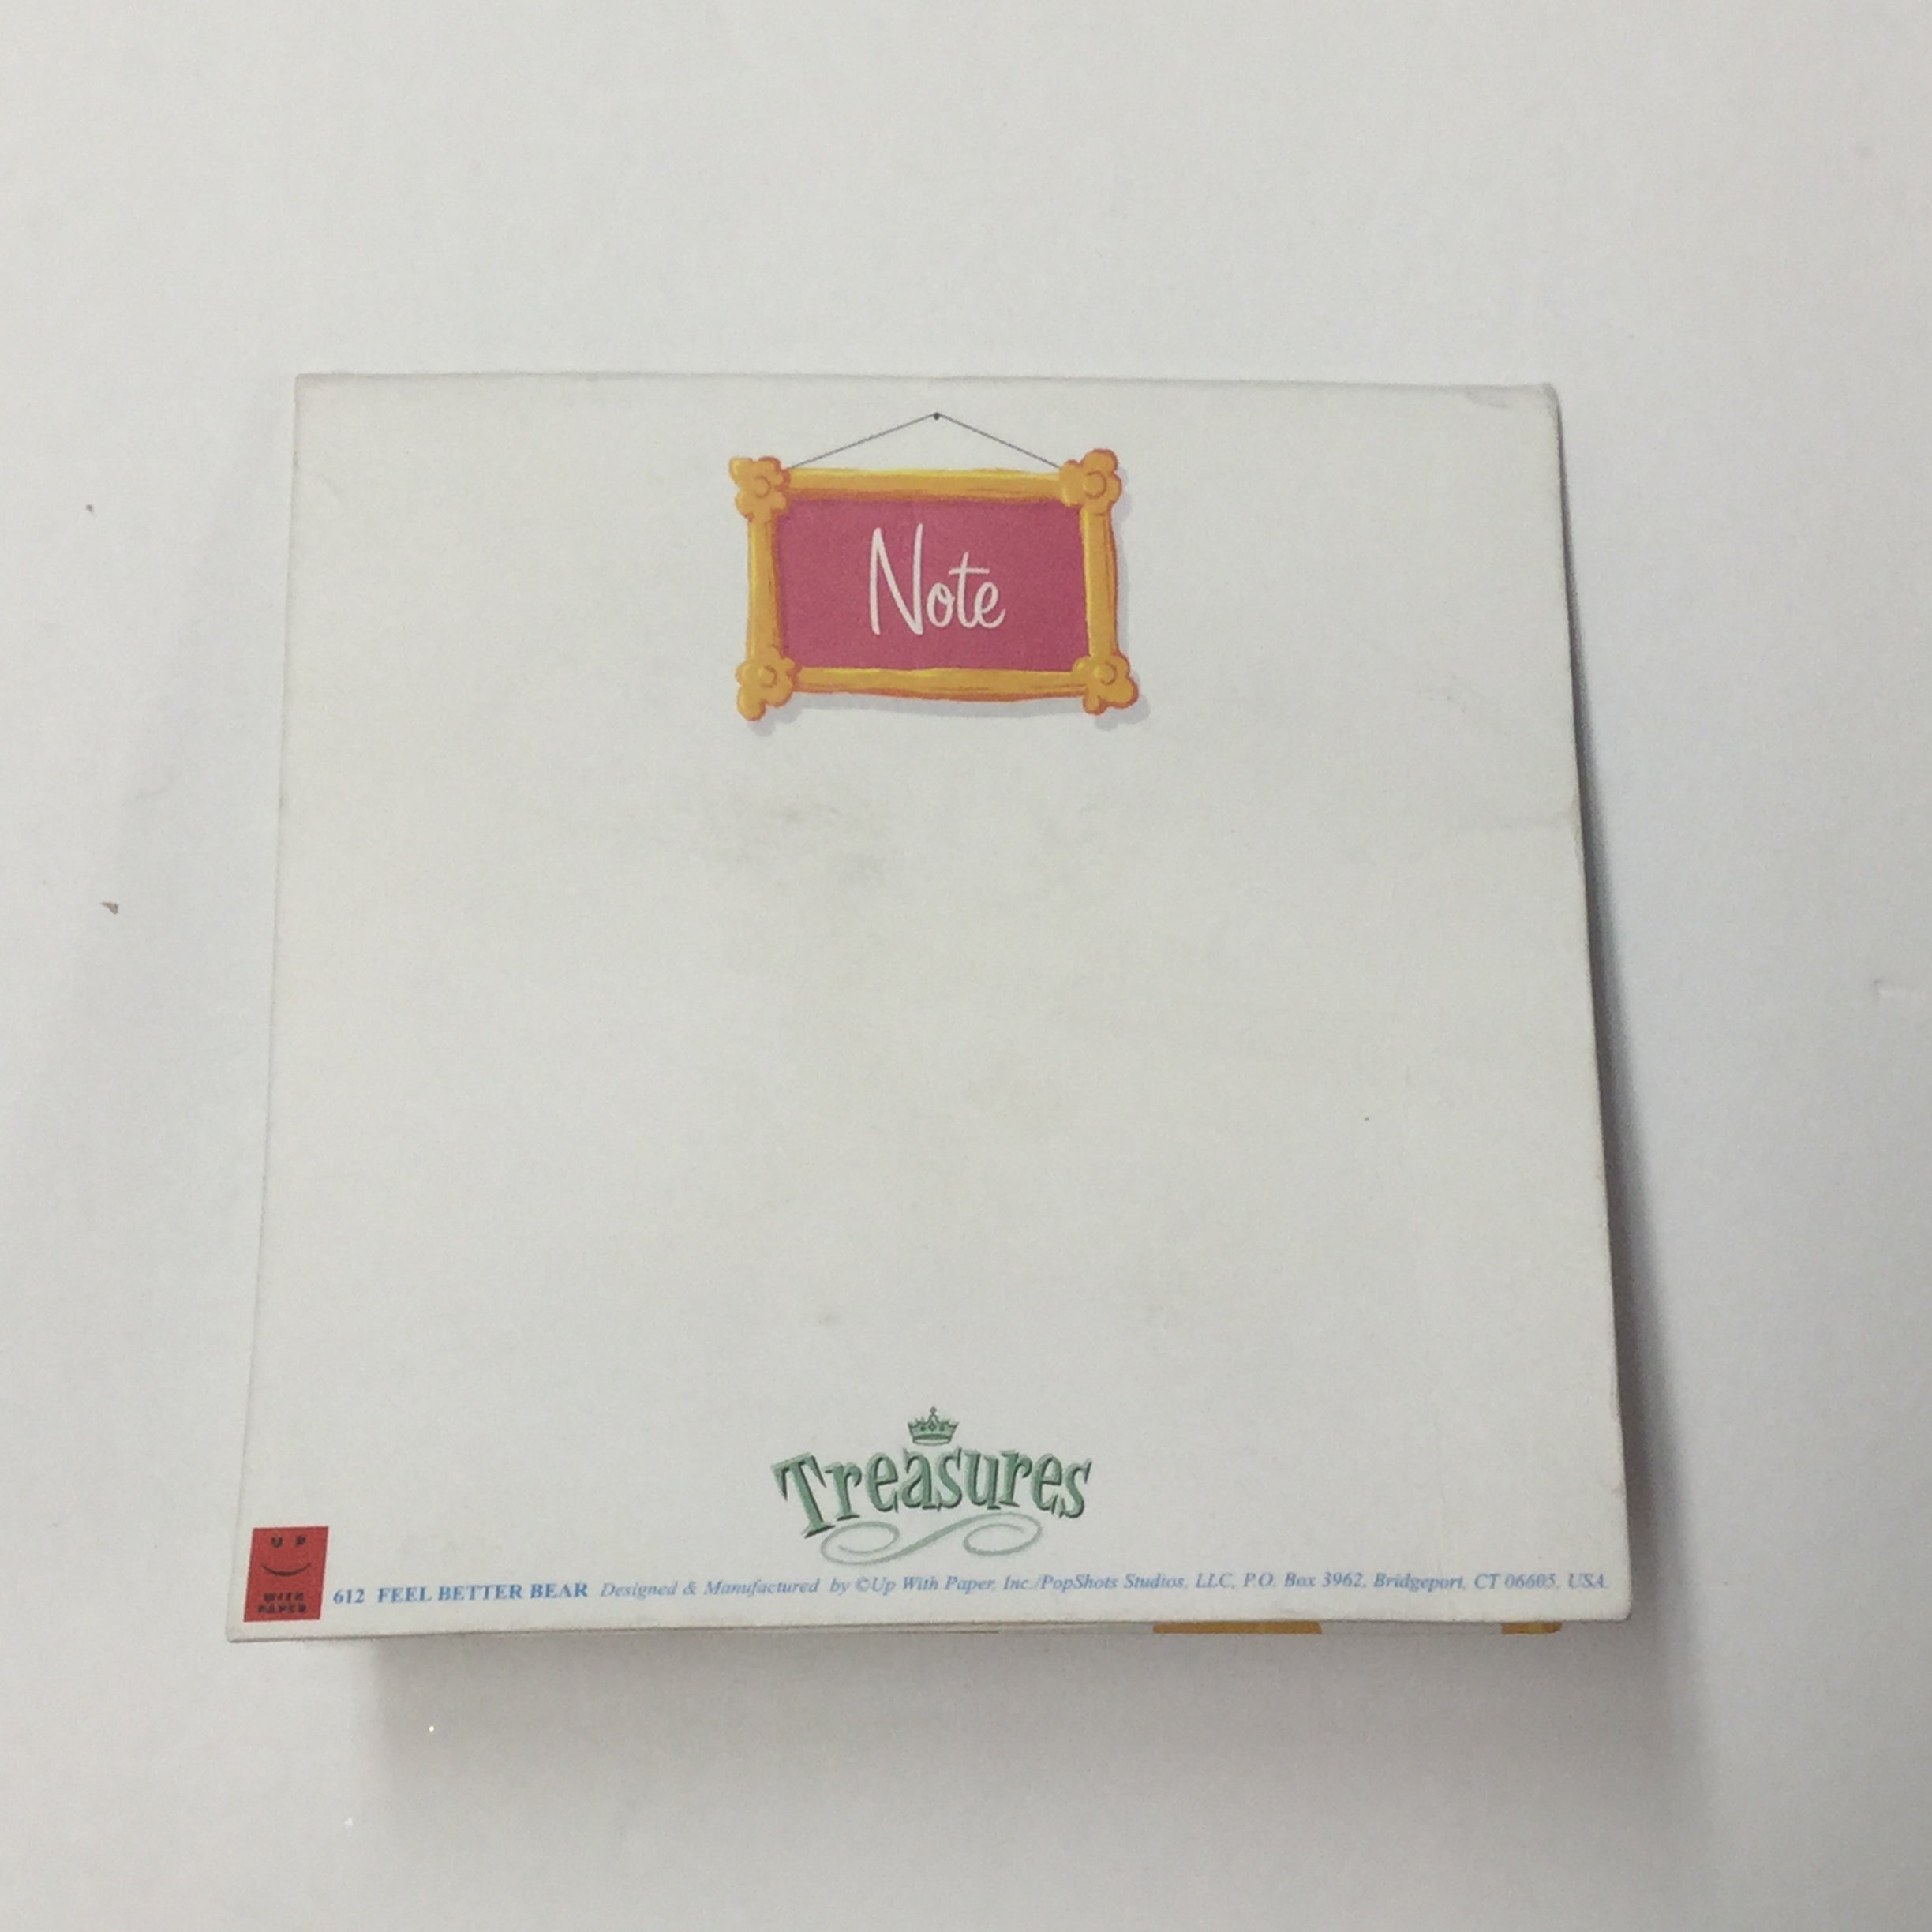 Note
Treasures
UP
WITH
PAPER
612 FEEL BETTER BEAR Designed & Manufactured by ©Up With Paper, Inc./PopShots Studios, LLC, P.O. Box 3962, Bridgeport, CT 06605, USA.